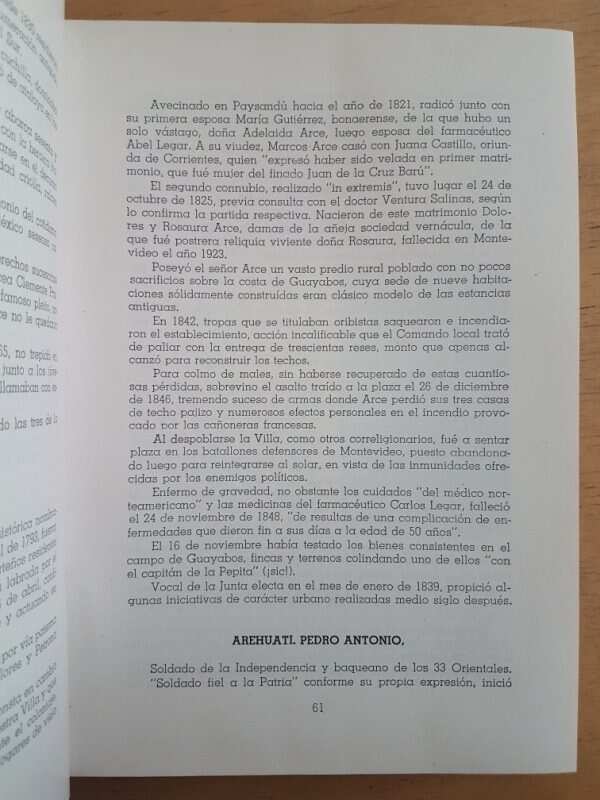 Avecinado en Paysandú hacia el año de 1821, radicó junto con
su primera esposa María Gutiérrez, bonaerense, de la que hubo un
solo vástago, doña Adelaida Arce, luego esposa del farmacéutico
Abel Legar. A su viudez, Marcos Arce casó con Juana Castillo, oriun-
da de Corrientes, quien "expresó haber sido velada en primer matri-
monio, que fué mujer del finado Juan de la Cruz Barú".
El segundo connubio, realizado "in extremis", tuvo lugar el 24 de
octubre de 1825, previa consulta con el doctor Ventura Salinas, según
lo confirma la partida respectiva. Nacieron de este matrimonio Dolo-
res y Rosaura Arce, damas de la añeja sociedad vernácula, de la
que fué postrera reliquia viviente doña Rosaura, fallecida en Monte-
video el año 1923.
Poseyó el señor Arce un vasto predio rural poblado con no pocos
sacrificios sobre la costa de Guayabos, cuya sede de nueve habita-
ciones sólidamente construídas eran clásico modelo de las estancias
antiguas.
En 1842, tropas que se titulaban oribistas saquearon e incendia-
ron el establecimiento, acción incalificable que el Comando local trató
de paliar con la entrega de trescientas reses, monto que apenas al-
canzó para reconstruir los techos.
Para colmo de males, sin haberse recuperado de estas cuantio-
sas pérdidas, sobrevino el asalto traído a la plaza el 26 de diciembre
de 1846, tremendo suceso de armas donde Arce perdió sus tres casas
de techo pajizo y numerosos efectos personales en el incendio provo-
cado por las cañoneras francesas.
Al despoblarse la Villa, como otros correligionarios, fué a sentar
plaza en los batallones defensores de Montevideo, puesto abandona-
do luego para reintegrarse al solar, en vista de las inmunidades ofre-
cidas por los enemigos políticos.
Enfermo de gravedad, no obstante los cuidados "del médico nor-
teamericano" y las medicinas del farmacéutico Carlos Legar, falleció
el 24 de noviembre de 1848, "de resultas de una complicación de en-
fermedades que dieron fin a sus días a la edad de 50 años".
El 16 de noviembre había testado los bienes consistentes en el
campo de Guayabos, fincas y terrenos colindando uno de ellos "con
el capitán de la Pepita" (¡sic!).
Vocal de la Junta electa en el mes de enero de 1839, propició al-
gunas iniciativas de carácter urbano realizadas medio siglo después.
AREHUATI. PEDRO ANTONIO,
Soldado de la Independencia y baqueano de los 33 Orientales.
"Soldado fiel a la Patria" conforme su propia expresión, inició
61